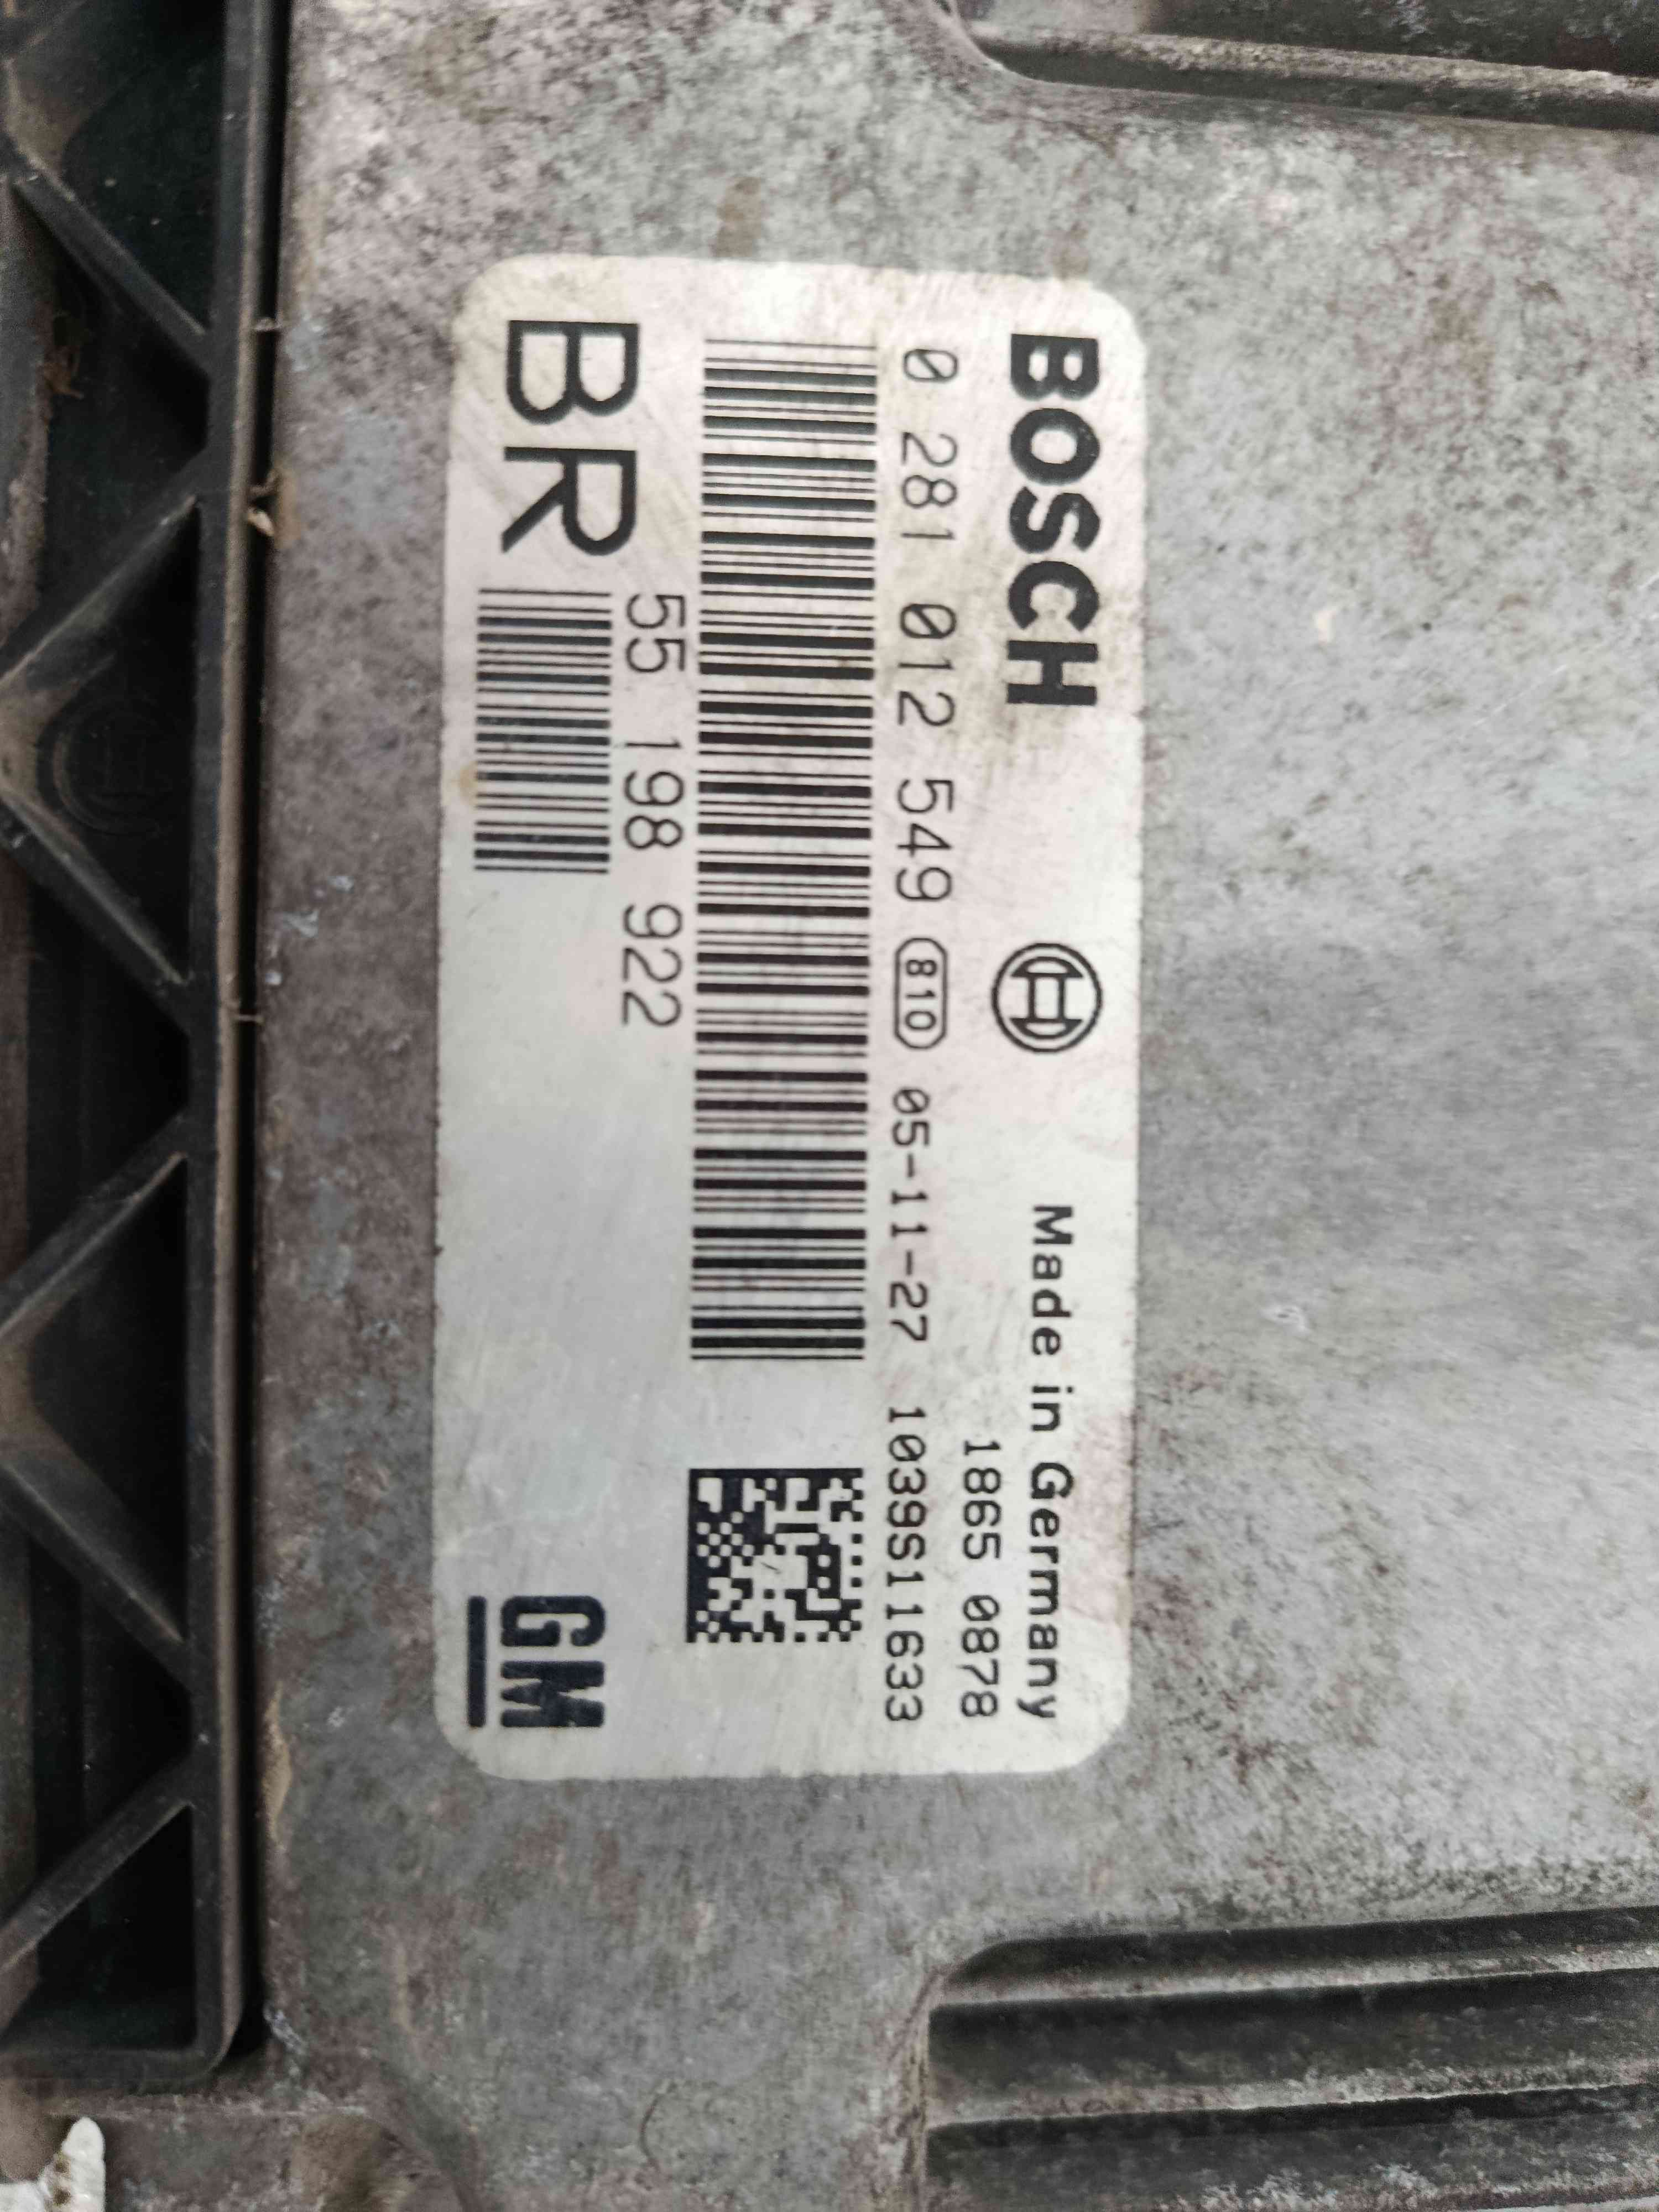 BOSCH
Made in Germany
1865 0878
0 281 012 549 810 05-11-27 1039S11633
BR 55 198 922
GM